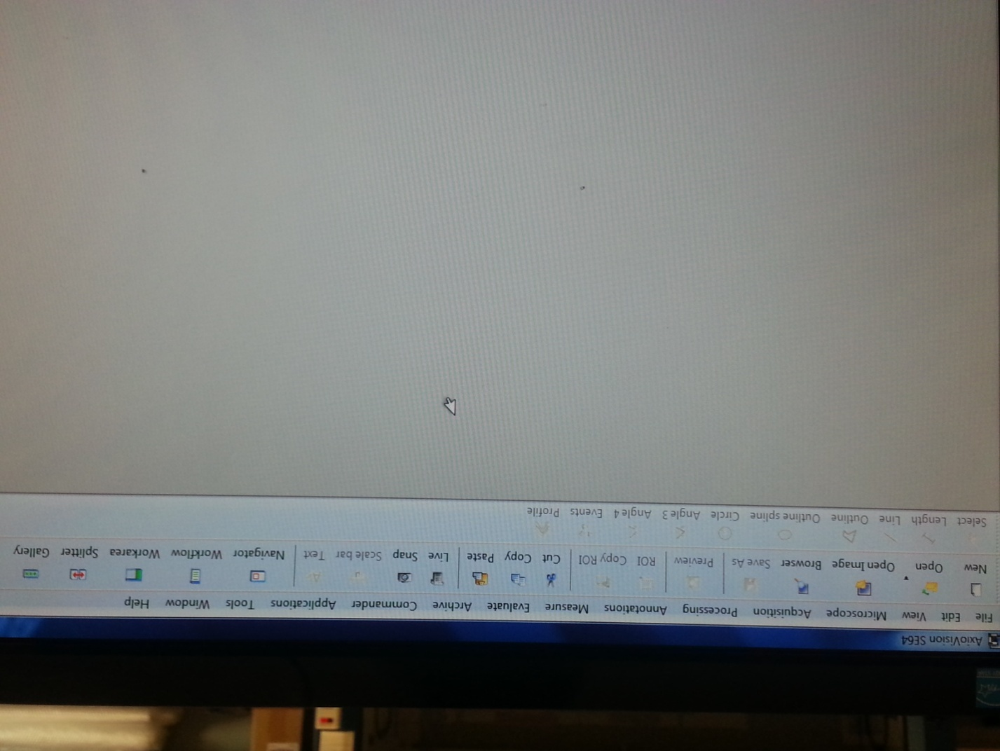 AxioVision SE64
File Edit View Microscope Acquisition Processing Annotations Measure Evaluate Archive Commander Applications Tools Window Help
New Open Open Image Browser Save As Preview ROI Copy ROI Cut Copy Paste Live Snap Scale bar Text Navigator Workflow Workarea Splitter Gallery
Select Length Line Outline Outline spline Circle Angle 3 Angle 4 Events Profile